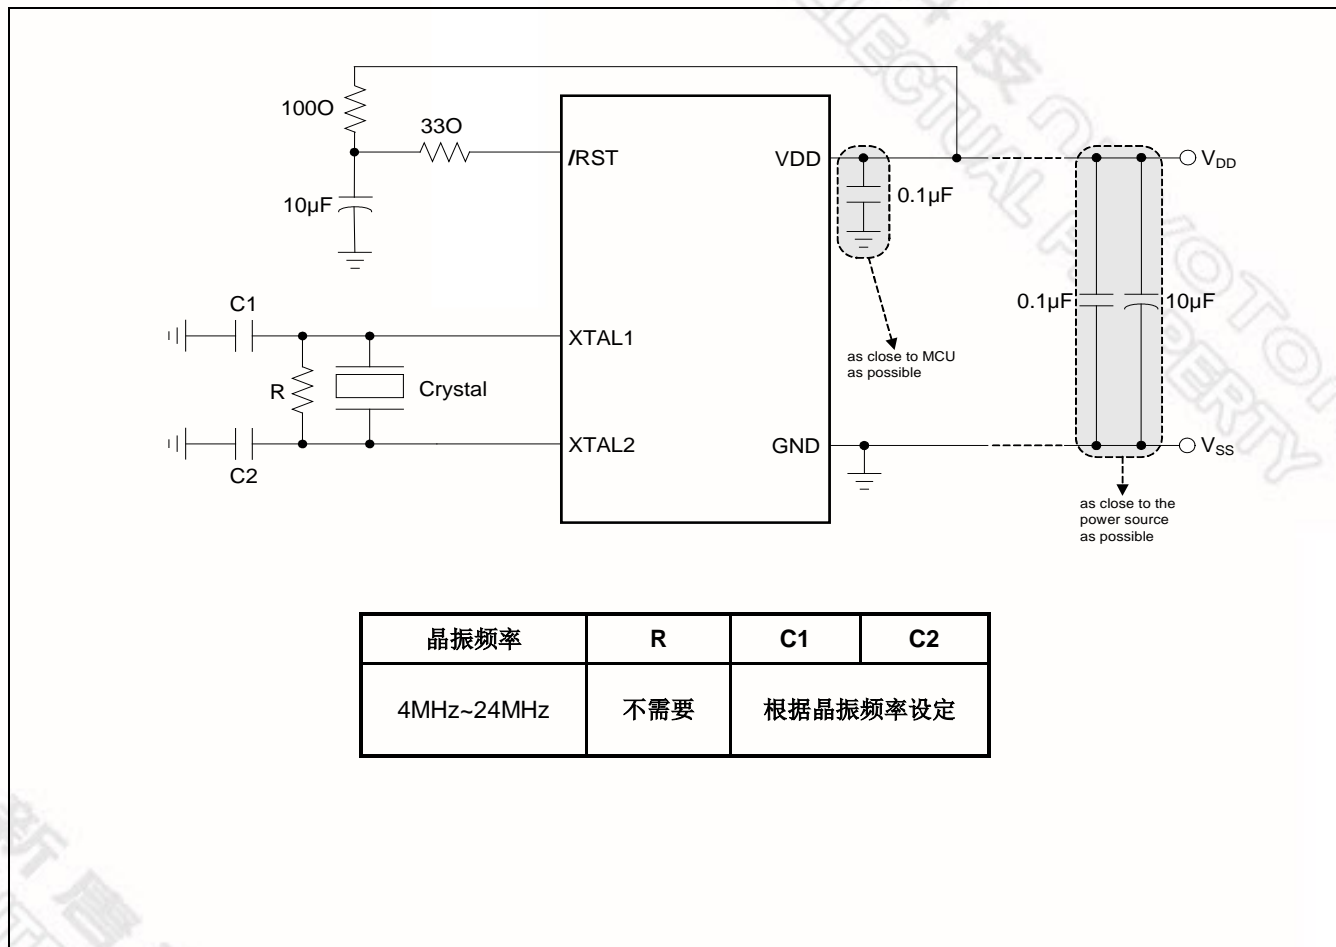 100O
33O
/RST
VDD
V_DD
0.1µF
10µF
C1
0.1µF
10µF
XTAL1
as close to MCU
as possible
R
Crystal
XTAL2
GND
V_SS
C2
as close to the
power source
as possible
晶振频率 R C1 C2
4MHz~24MHz 不需要 根据晶振频率设定